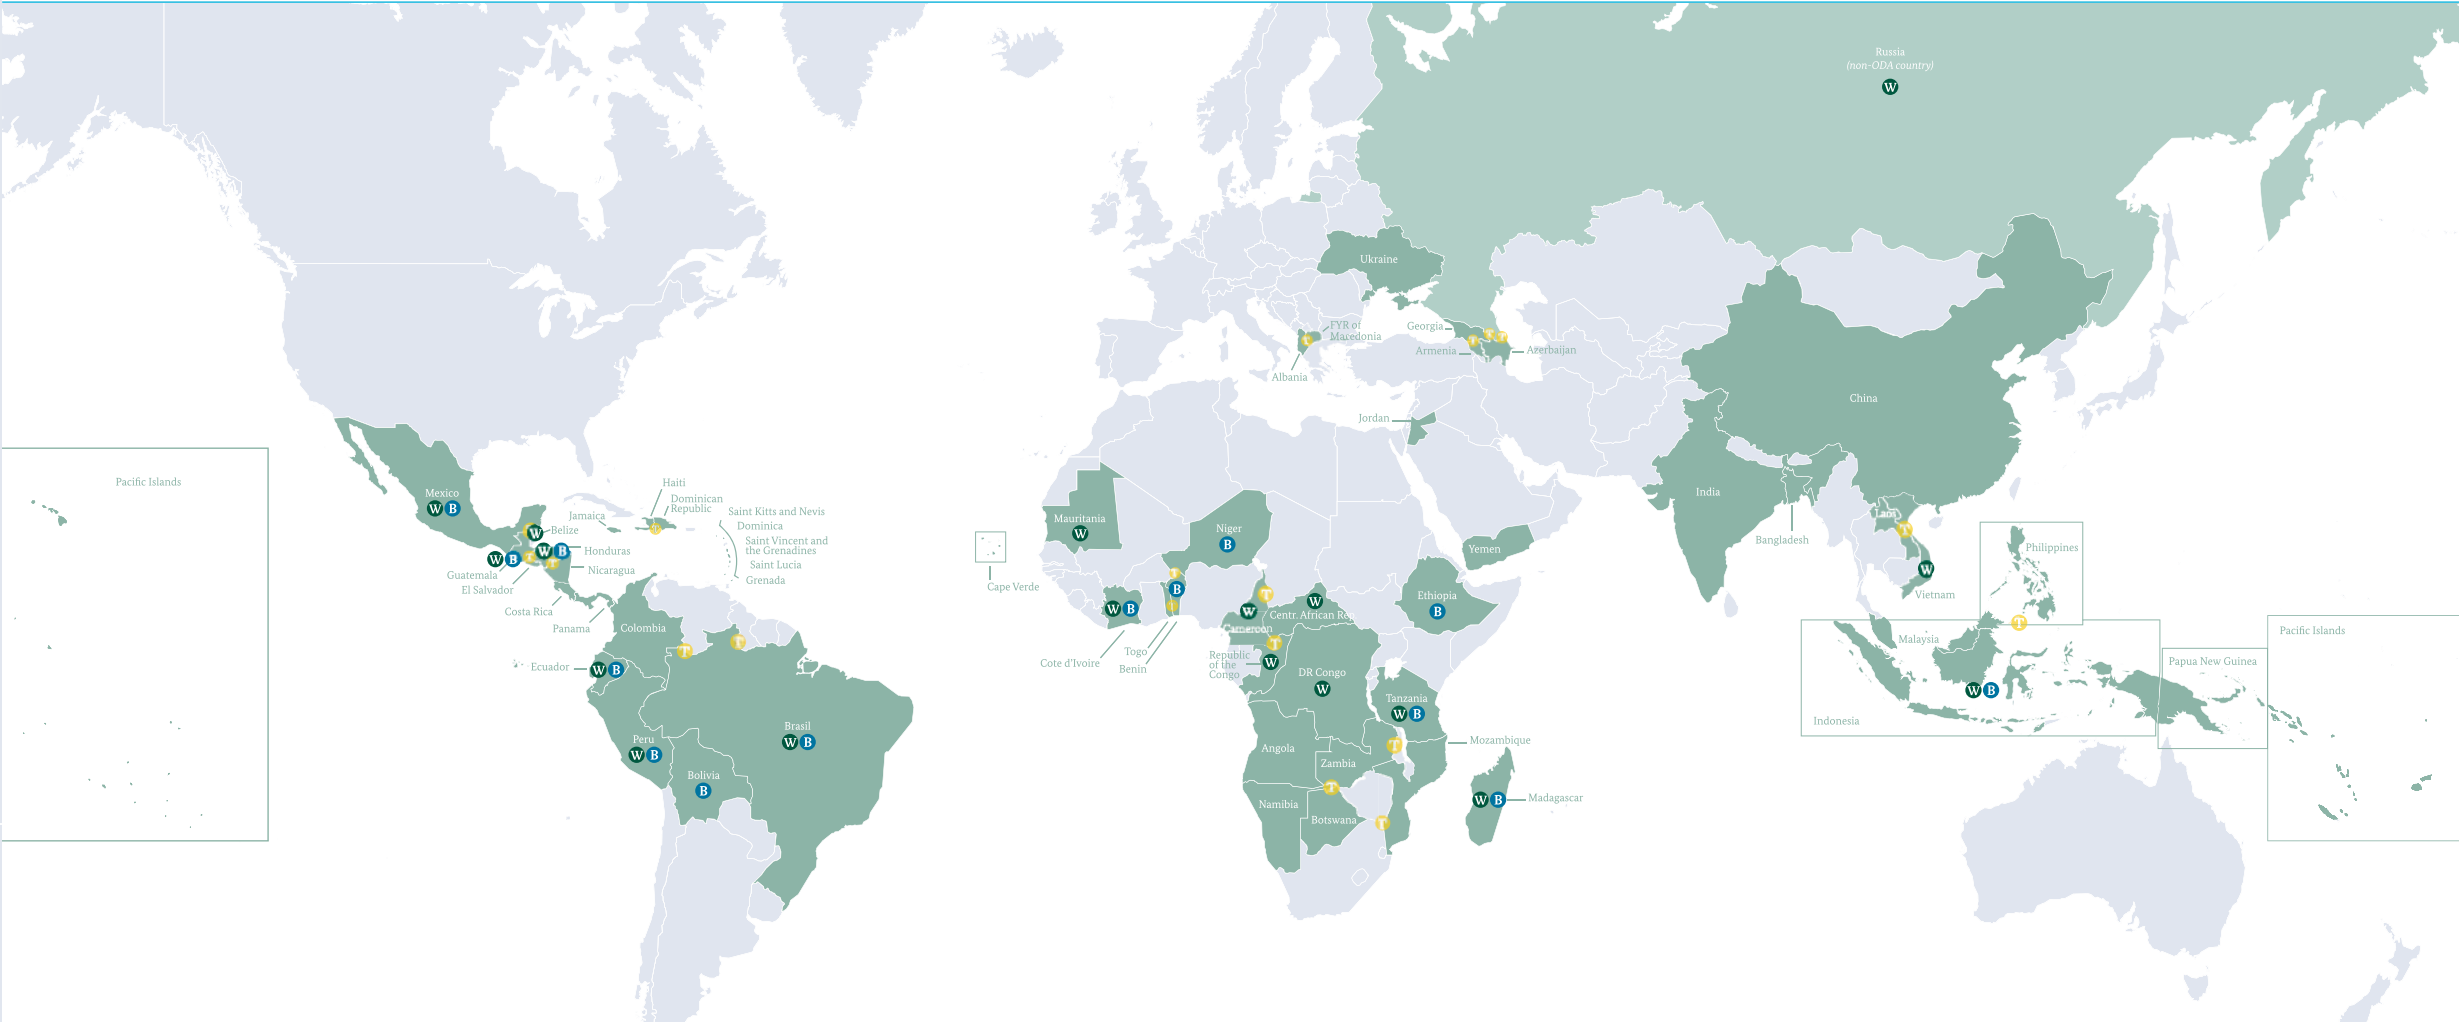 Russia
(non-ODA country)
W
Ukraine
FYR of
Macedonia
Georgia
Armenia
Azerbaijan
T
T
T
T
Albania
China
Jordan
Pacific Islands
Haiti
Mexico
W B
Dominican
Republic
Jamaica
T
Saint Kitts and Nevis
Dominica
Saint Vincent and
the Grenadines
Saint Lucia
Grenada
T
W
Belize
W B
Honduras
W B
T
T
Guatemala
Nicaragua
El Salvador
Costa Rica
Panama
Colombia
T
T
Ecuador
W B
Brasil
W B
Peru
W B
Bolivia
B
Cape Verde
Mauritania
W
Niger
B
T
B
T
W B
Cote d'Ivoire
Togo
Benin
T
W
Cameroon
W
Centr. African Rep
T
Republic
of the
Congo
W
DR Congo
W
Yemen
Ethiopia
B
Tanzania
W B
Angola
T
Mozambique
Zambia
T
Namibia
Botswana
T
W B
Madagascar
India
Bangladesh
Laos
T
W
Vietnam
Philippines
T
Malaysia
W B
Indonesia
Papua New Guinea
Pacific Islands